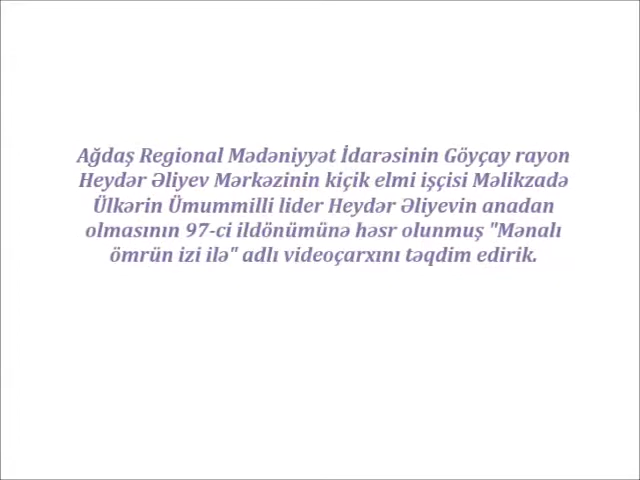 Ağdaş Regional Mədəniyyət İdarəsinin Göyçay rayon
Heydər Əliyev Mərkəzinin kiçik elmi işçisi Məlikzadə
Ülkərin Ümummilli lider Heydər Əliyevin anadan
olmasının 97-ci ildönümünə həsr olunmuş "Mənalı
ömrün izi ilə" adlı videoçarxını təqdim edirik.